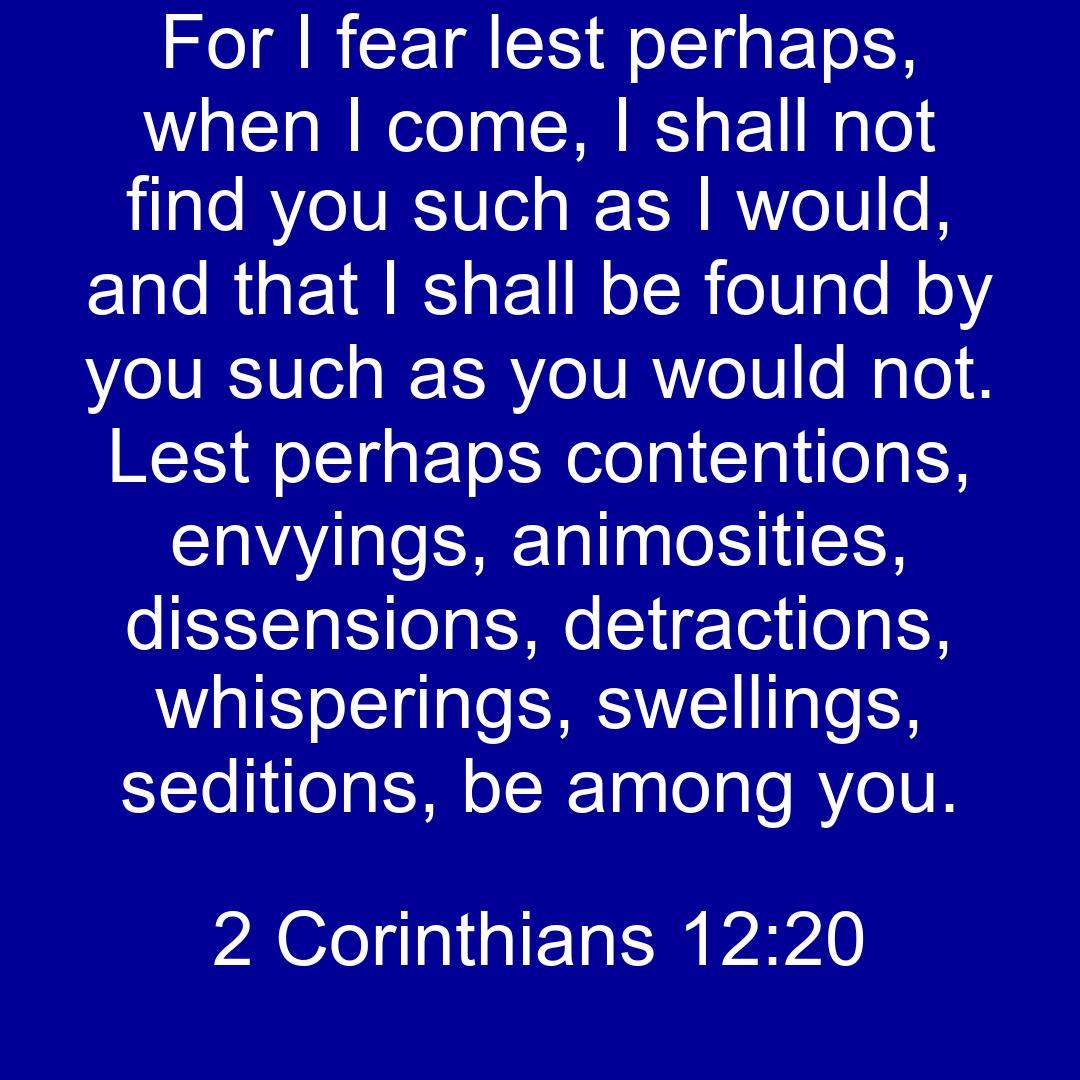 For I fear lest perhaps,
when I come, I shall not
find you such as I would,
and that I shall be found by
you such as you would not.
Lest perhaps contentions,
envyings, animosities,
dissensions, detractions,
whisperings, swellings,
seditions, be among you.
2 Corinthians 12:20